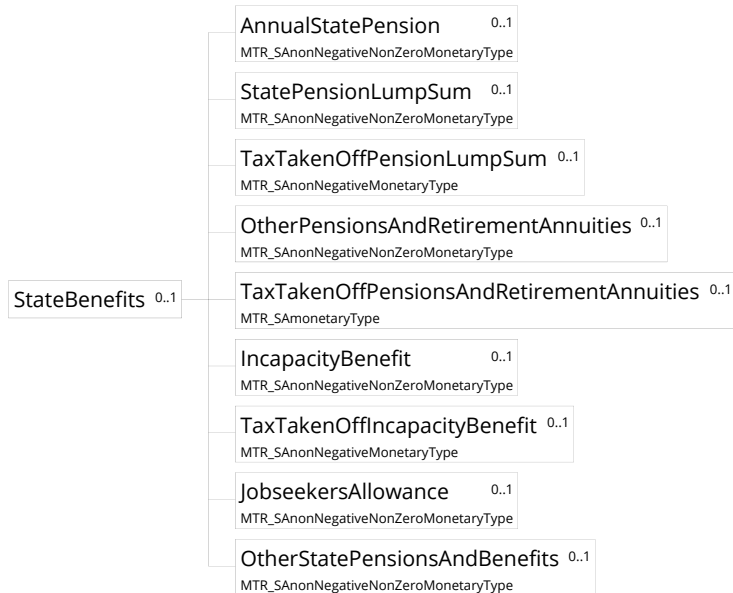 AnnualStatePension 0..1
MTR_SAnonNegativeNonZeroMonetaryType
StatePensionLumpSum 0..1
MTR_SAnonNegativeNonZeroMonetaryType
TaxTakenOffPensionLumpSum 0..1
MTR_SAnonNegativeMonetaryType
OtherPensionsAndRetirementAnnuities 0..1
MTR_SAnonNegativeNonZeroMonetaryType
StateBenefits 0..1
TaxTakenOffPensionsAndRetirementAnnuities 0..1
MTR_SAmonetaryType
IncapacityBenefit 0..1
MTR_SAnonNegativeNonZeroMonetaryType
TaxTakenOffIncapacityBenefit 0..1
MTR_SAnonNegativeMonetaryType
JobseekersAllowance 0..1
MTR_SAnonNegativeNonZeroMonetaryType
OtherStatePensionsAndBenefits 0..1
MTR_SAnonNegativeNonZeroMonetaryType